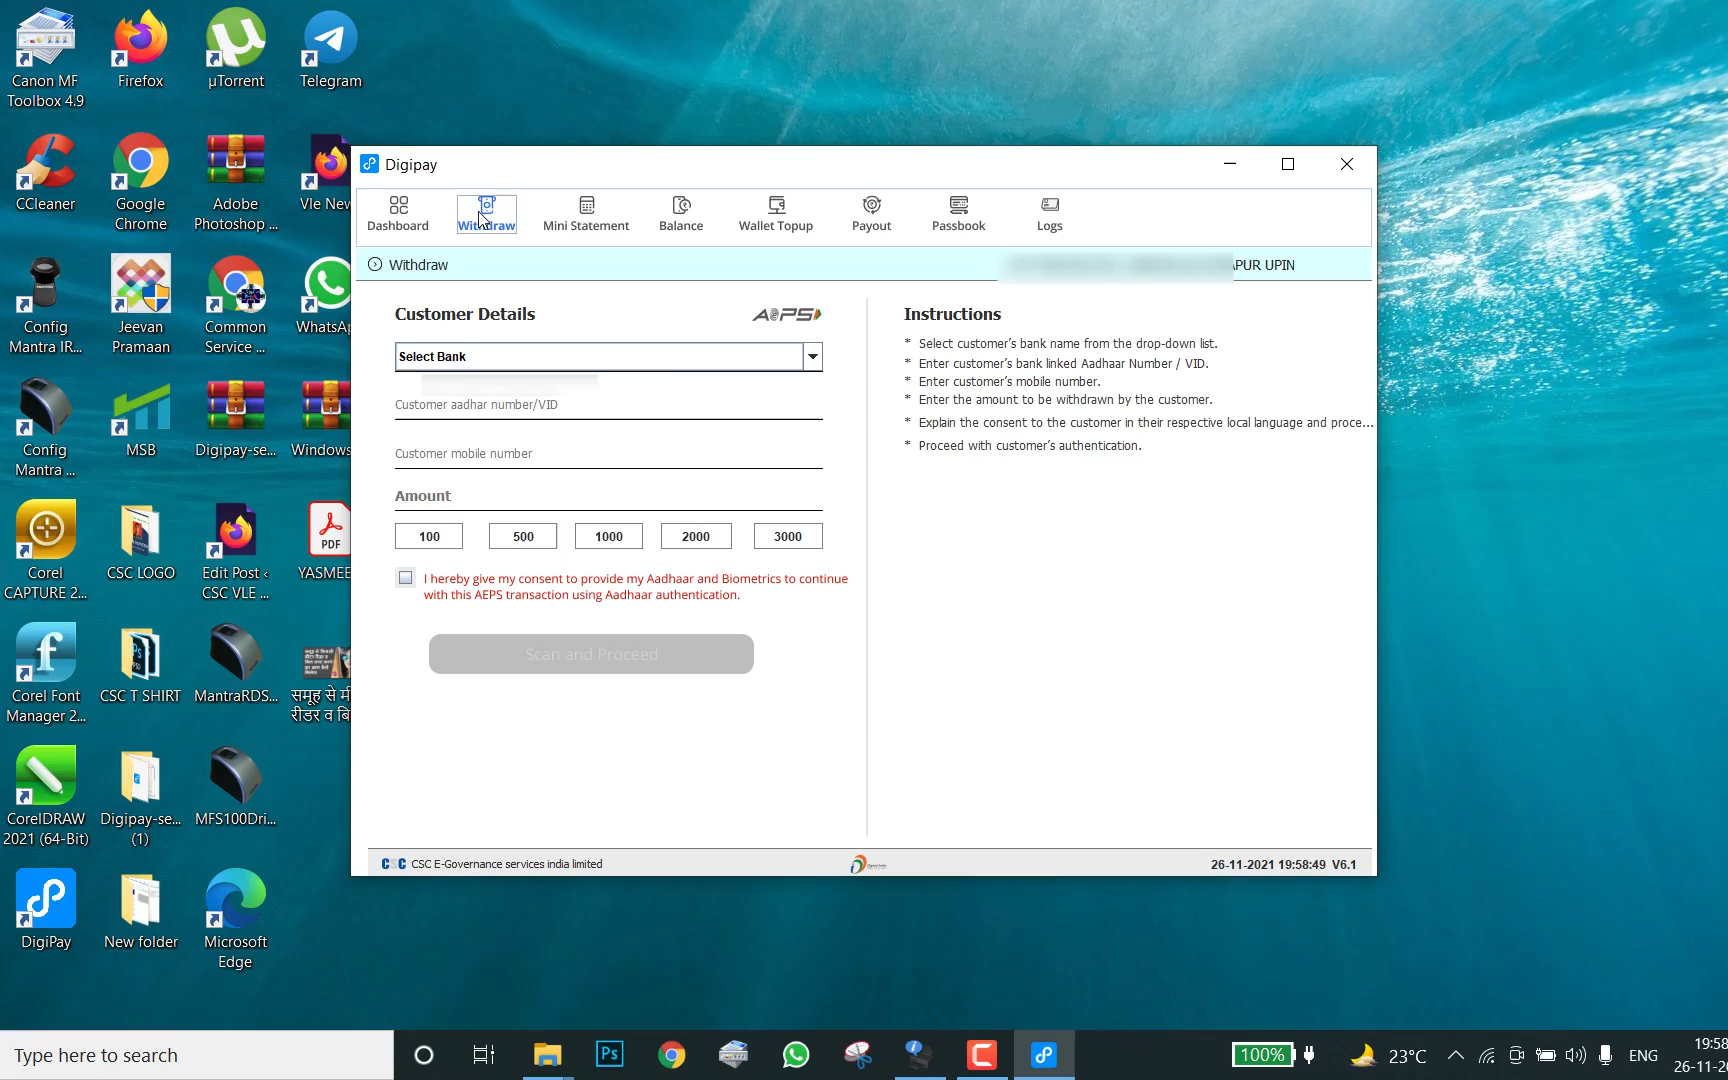 Canon MF
Toolbox 4.9
Firefox
µTorrent
Telegram
CCleaner
Google
Chrome
Adobe
Photoshop ...
Vle New
Config
Mantra IR...
Jeevan
Pramaan
Common
Service ...
WhatsAp
Config
Mantra ...
MSB
Digipay-se...
Windows
Corel
CAPTURE 2...
CSC LOGO
Edit Post ‹
CSC VLE ...
PDF
YASMEE
Corel Font
Manager 2...
CSC T SHIRT
MantraRDS...
समूह से मी
रीडर व बि
CorelDRAW
2021 (64-Bit)
Digipay-se...
(1)
MFS100Dri...
DigiPay
New folder
Microsoft
Edge
Digipay
Dashboard
Withdraw
Mini Statement
Balance
Wallet Topup
Payout
Passbook
Logs
Withdraw
APUR UPIN
Customer Details
AePS
Select Bank
Customer aadhar number/VID
Customer mobile number
Amount
100 500 1000 2000 3000
I hereby give my consent to provide my Aadhaar and Biometrics to continue
with this AEPS transaction using Aadhaar authentication.
Scan and Proceed
Instructions
* Select customer's bank name from the drop-down list.
* Enter customer's bank linked Aadhaar Number / VID.
* Enter customer's mobile number.
* Enter the amount to be withdrawn by the customer.
* Explain the consent to the customer in their respective local language and proce...
* Proceed with customer's authentication.
CSC CSC E-Governance services india limited
26-11-2021 19:58:49 V6.1
Type here to search
Ps
100%
23°C
ENG
19:58
26-11-20